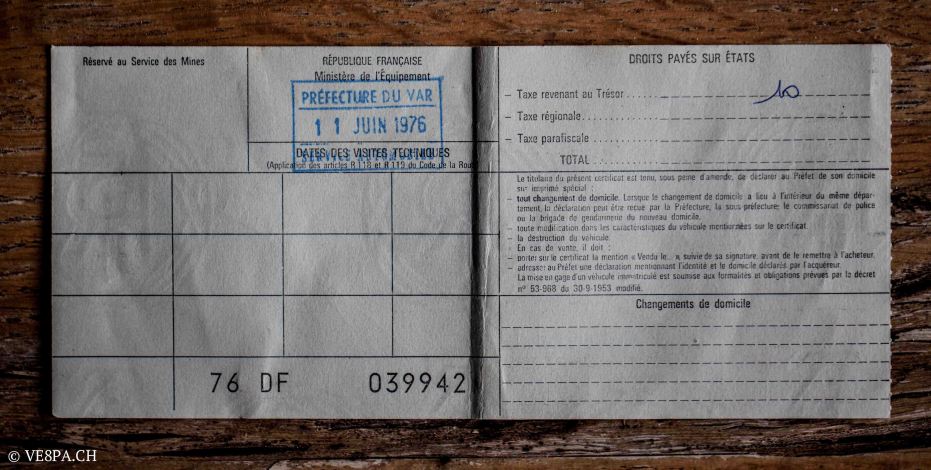 Réservé au Service des Mines
RÉPUBLIQUE FRANÇAISE
Ministère de l'Équipement
PRÉFECTURE DU VAR
11 JUIN 1976
DATES DES VISITES TECHNIQUES
(Application des articles R 118 et R 119 du Code de la Route
76 DF 039942
DROITS PAYÉS SUR ÉTATS
– Taxe revenant au Trésor
– Taxe régionale
– Taxe parafiscale
TOTAL
Le titulaire du présent certificat est tenu, sous peine d'amende, de déclarer au Préfet de son domicile
sur imprimé spécial :
– tout changement de domicile. Lorsque le changement de domicile a lieu à l'intérieur du même dépar-
tement, la déclaration peut être reçue par la Préfecture, la sous-préfecture, le commissariat de police
ou la brigade de gendarmerie du nouveau domicile.
– toute modification dans les caractéristiques du véhicule mentionnées sur le certificat.
– la destruction du véhicule.
– En cas de vente, il doit :
– porter sur le certificat la mention « Vendu le... », suivie de sa signature, avant de le remettre à l'acheteur,
– adresser au Préfet une déclaration mentionnant l'identité et le domicile déclarés par l'acquéreur.
La mise en gage d'un véhicule immatriculé est soumise aux formalités et obligations prévues par le décret
n° 53-968 du 30-9-1953 modifié.
Changements de domicile
© VE8PA.CH